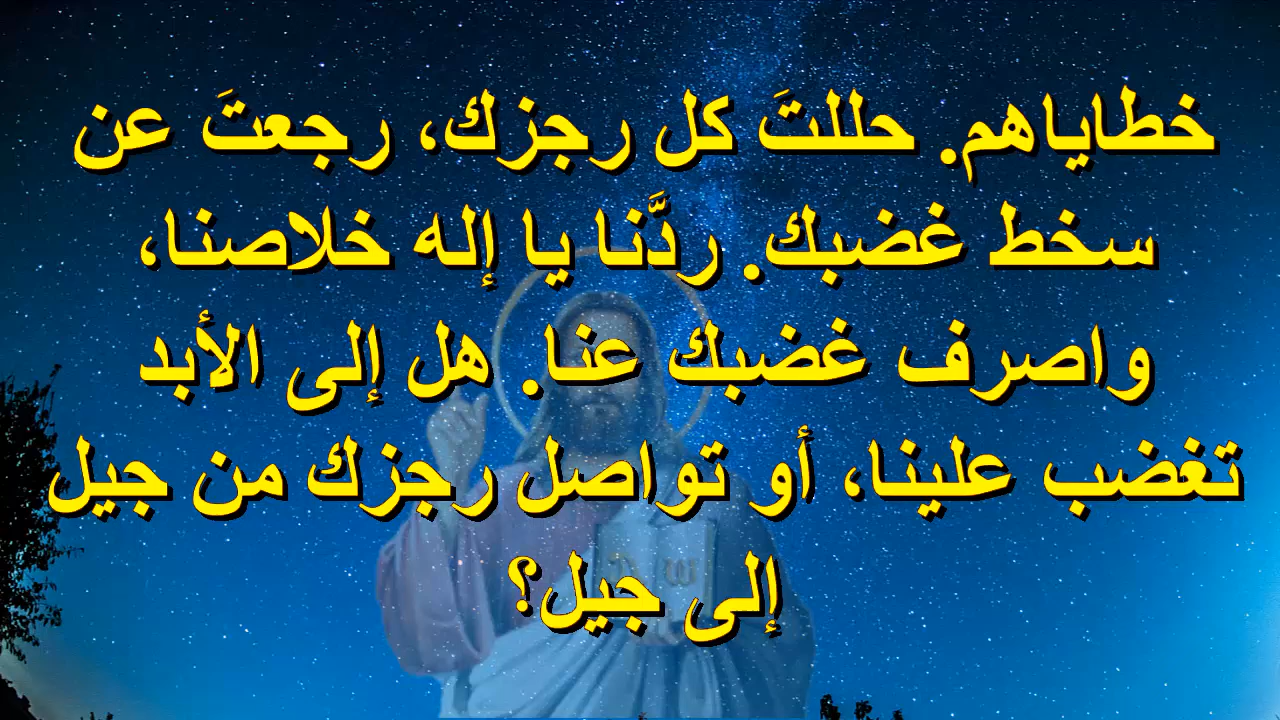 خطاياهم. حللتَ كل رجزك، رجعتَ عن
سخط غضبك. ردَّنا يا إله خلاصنا،
واصرف غضبك عنا. هل إلى الأبد
تغضب علينا، أو تواصل رجزك من جيل
إلى جيل؟